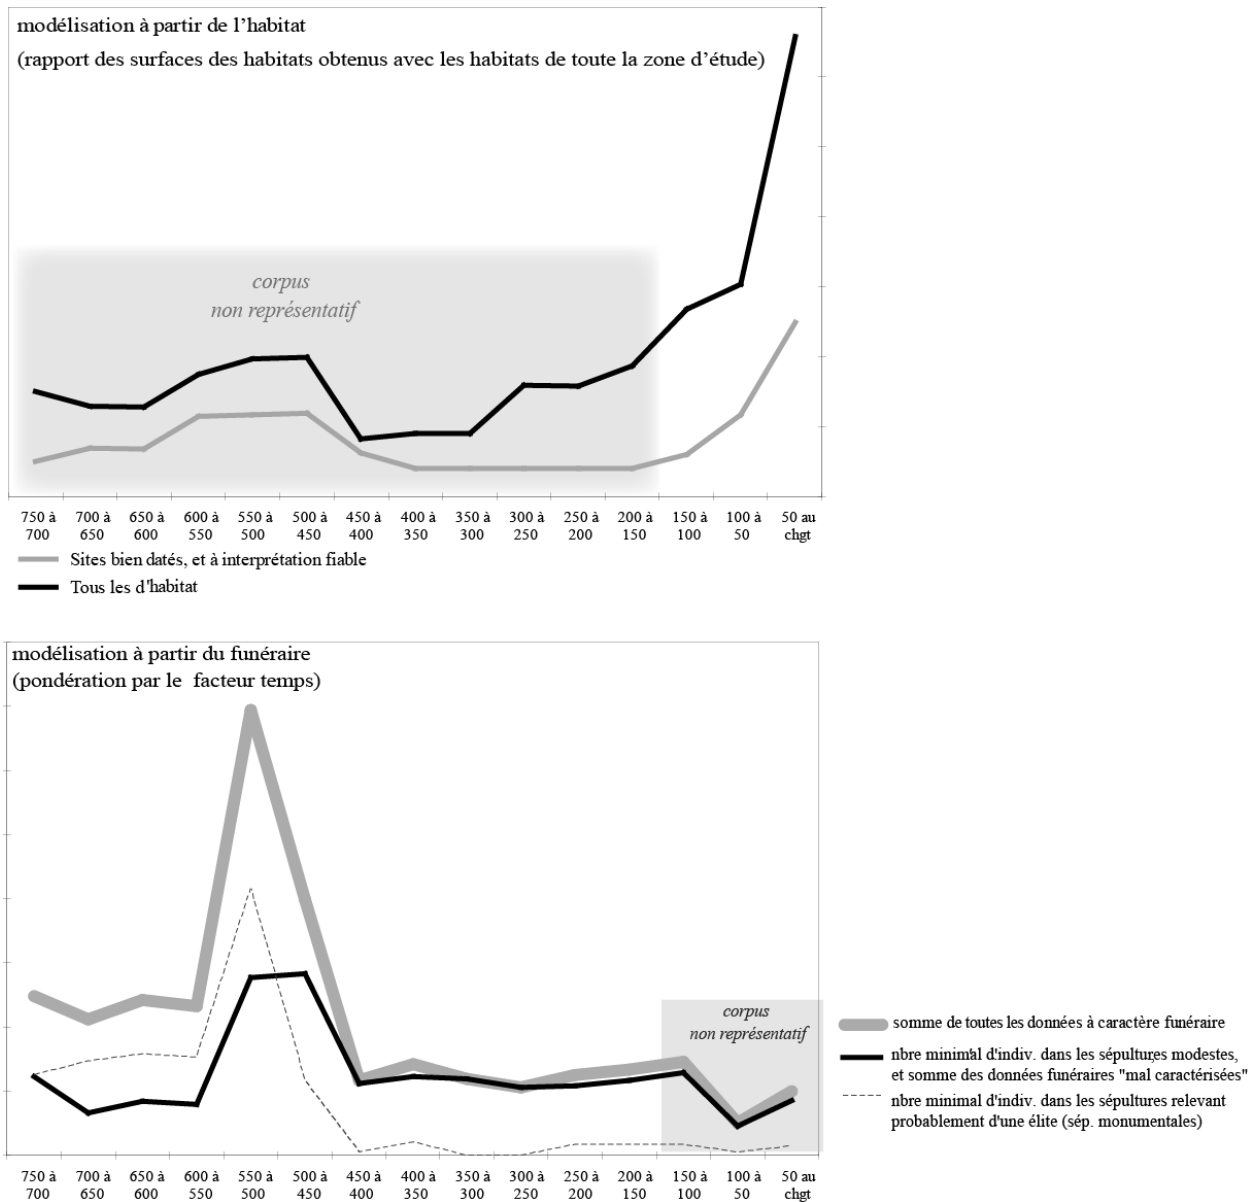 modélisation à partir de l’habitat
(rapport des surfaces des habitats obtenus avec les habitats de toute la zone d’étude)
corpus
non représentatif
750 à 700 à 650 à 600 à 550 à 500 à 450 à 400 à 350 à 300 à 250 à 200 à 150 à 100 à 50 au
700 650 600 550 500 450 400 350 300 250 200 150 100 50 chgt
Sites bien datés, et à interprétation fiable
Tous les d'habitat
modélisation à partir du funéraire
(pondération par le facteur temps)
corpus
non représentatif
somme de toutes les données à caractère funéraire
nbre minimal d'indiv. dans les sépultures modestes,
et somme des données funéraires "mal caractérisées"
nbre minimal d'indiv. dans les sépultures relevant
probablement d'une élite (sép. monumentales)
750 à 700 à 650 à 600 à 550 à 500 à 450 à 400 à 350 à 300 à 250 à 200 à 150 à 100 à 50 au
700 650 600 550 500 450 400 350 300 250 200 150 100 50 chgt